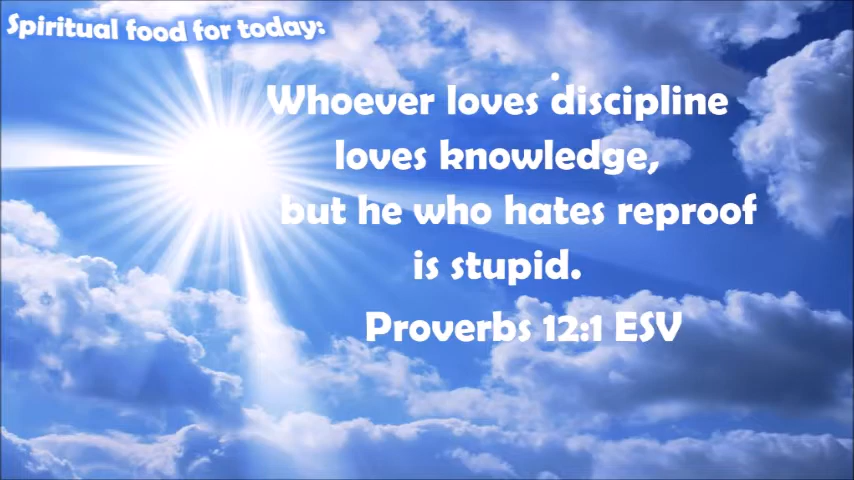 Spiritual food for today:
Whoever loves discipline
loves knowledge,
but he who hates reproof
is stupid.
Proverbs 12:1 ESV